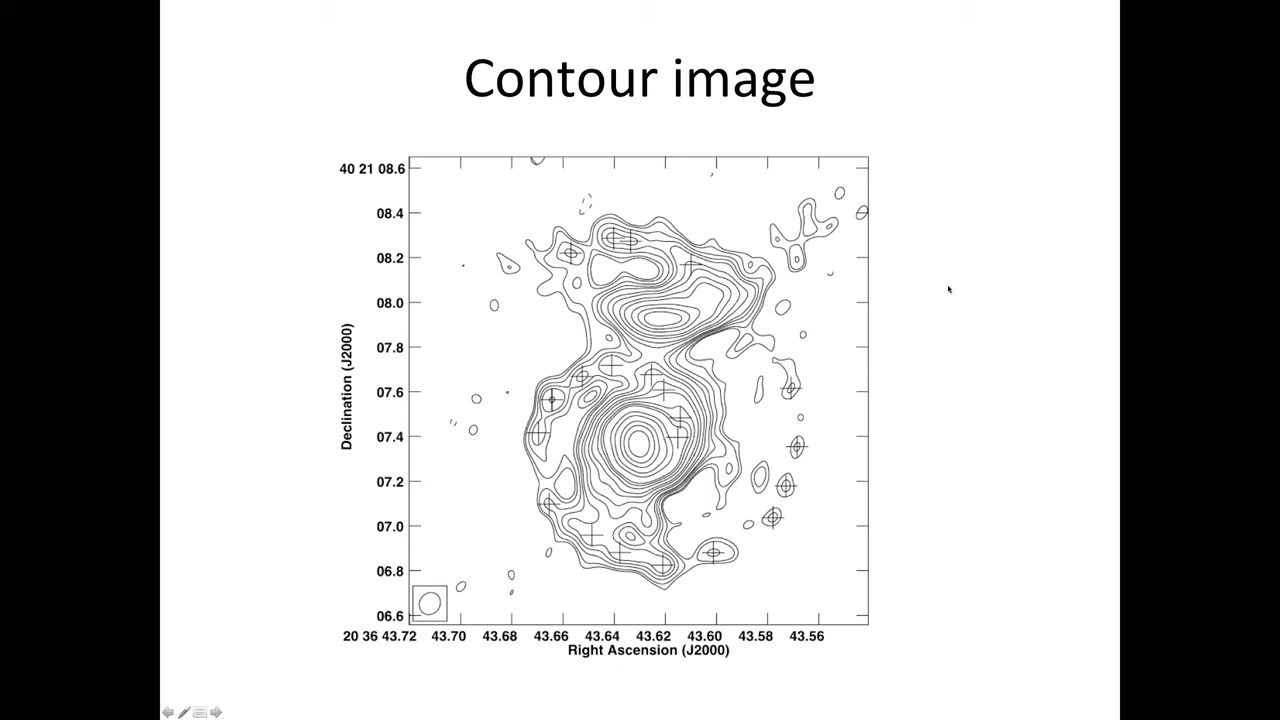 Contour image
40 21 08.6
08.4
08.2
08.0
07.8
07.6
07.4
07.2
07.0
06.8
06.6
Declination (J2000)
20 36 43.72 43.70 43.68 43.66 43.64 43.62 43.60 43.58 43.56
Right Ascension (J2000)